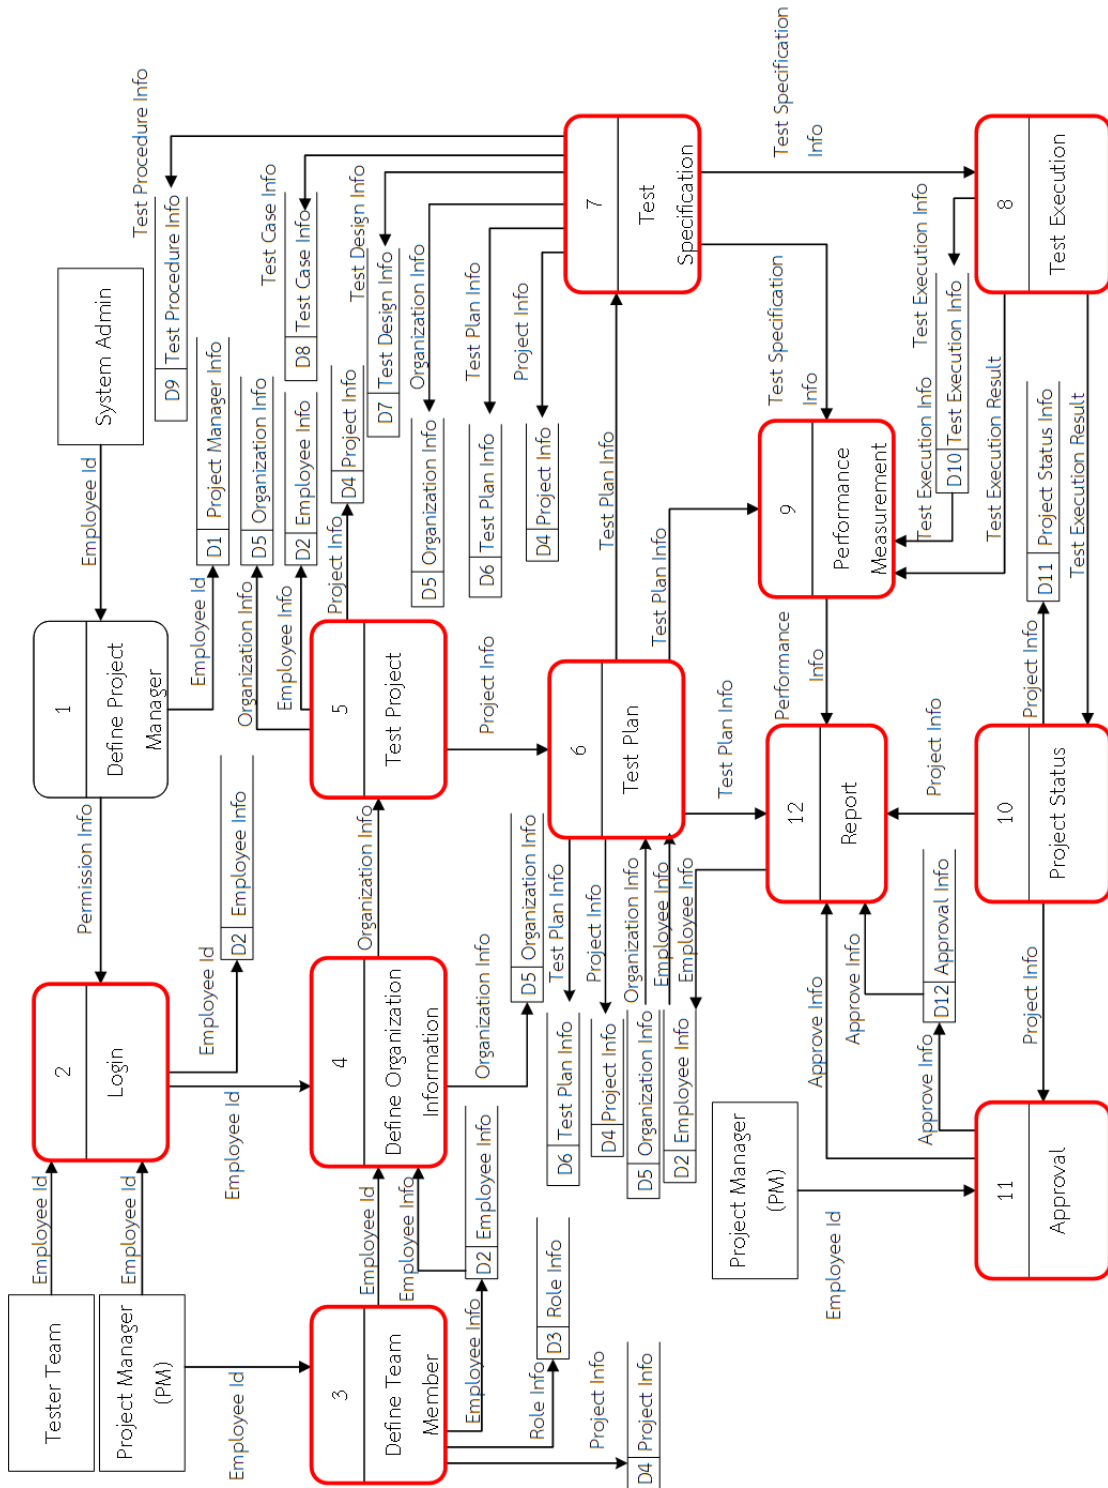 Tester Team
Employee Id
Project Manager
(PM)
Employee Id
2
Login
Permission Info
1
Define Project
Manager
Employee Id
System Admin
Employee Id
D1 Project Manager Info
Employee Id
D2 Employee Info
Employee Id
Employee Id
3
Define Team
Member
Employee Id
Employee Info
Employee Info
D2 Employee Info
Role Info
D3 Role Info
Project Info
D4 Project Info
4
Define Organization
Information
Organization Info
Organization Info
D5 Organization Info
5
Test Project
Organization Info
D5 Organization Info
Employee Info
D2 Employee Info
Project Info
D4 Project Info
Project Info
6
Test Plan
Test Plan Info
D6 Test Plan Info
Project Info
D4 Project Info
Organization Info
D5 Organization Info
Employee Info
Employee Info
D2 Employee Info
Test Plan Info
Test Plan Info
Test Plan Info
7
Test
Specification
Test Procedure Info
D9 Test Procedure Info
Test Case Info
D8 Test Case Info
Test Design Info
D7 Test Design Info
Organization Info
D5 Organization Info
Test Plan Info
D6 Test Plan Info
Project Info
D4 Project Info
Test Specification
Info
Test Specification
Info
8
Test Execution
Test Execution Info
D10 Test Execution Info
Test Execution Info
Test Execution Result
Test Execution Result
9
Performance
Measurement
Performance
Info
12
Report
Project Info
10
Project Status
Project Info
D11 Project Status Info
Project Info
Project Manager
(PM)
Employee Id
11
Approval
Approve Info
Approve Info
D12 Approval Info
Approve Info